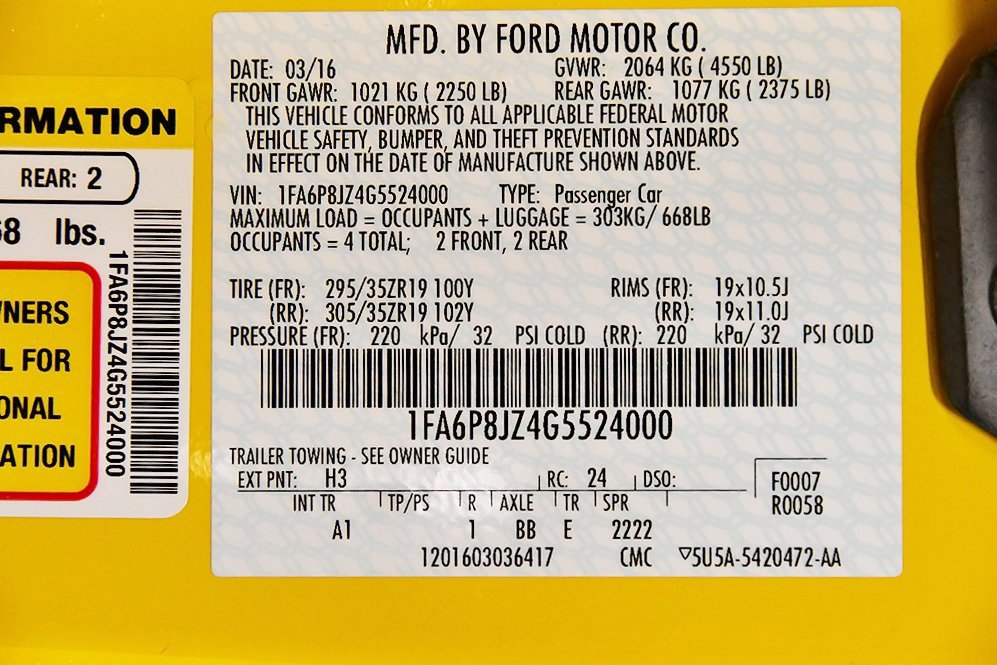 RMATION
REAR: 2
8 lbs.
NERS
L FOR
ONAL
ATION
1FA6P8JZ4G5524000
MFD. BY FORD MOTOR CO.
DATE: 03/16 GVWR: 2064 KG ( 4550 LB)
FRONT GAWR: 1021 KG ( 2250 LB) REAR GAWR: 1077 KG ( 2375 LB)
THIS VEHICLE CONFORMS TO ALL APPLICABLE FEDERAL MOTOR
VEHICLE SAFETY, BUMPER, AND THEFT PREVENTION STANDARDS
IN EFFECT ON THE DATE OF MANUFACTURE SHOWN ABOVE.
VIN: 1FA6P8JZ4G5524000 TYPE: Passenger Car
MAXIMUM LOAD = OCCUPANTS + LUGGAGE = 303KG/ 668LB
OCCUPANTS = 4 TOTAL; 2 FRONT, 2 REAR
TIRE (FR): 295/35ZR19 100Y RIMS (FR): 19x10.5J
(RR): 305/35ZR19 102Y (RR): 19x11.0J
PRESSURE (FR): 220 kPa/ 32 PSI COLD (RR): 220 kPa/ 32 PSI COLD
1FA6P8JZ4G5524000
TRAILER TOWING - SEE OWNER GUIDE
EXT PNT: H3 RC: 24 DSO: F0007
INT TR TP/PS R AXLE TR SPR R0058
A1 1 BB E 2222
1201603036417 CMC ▽5U5A-5420472-AA